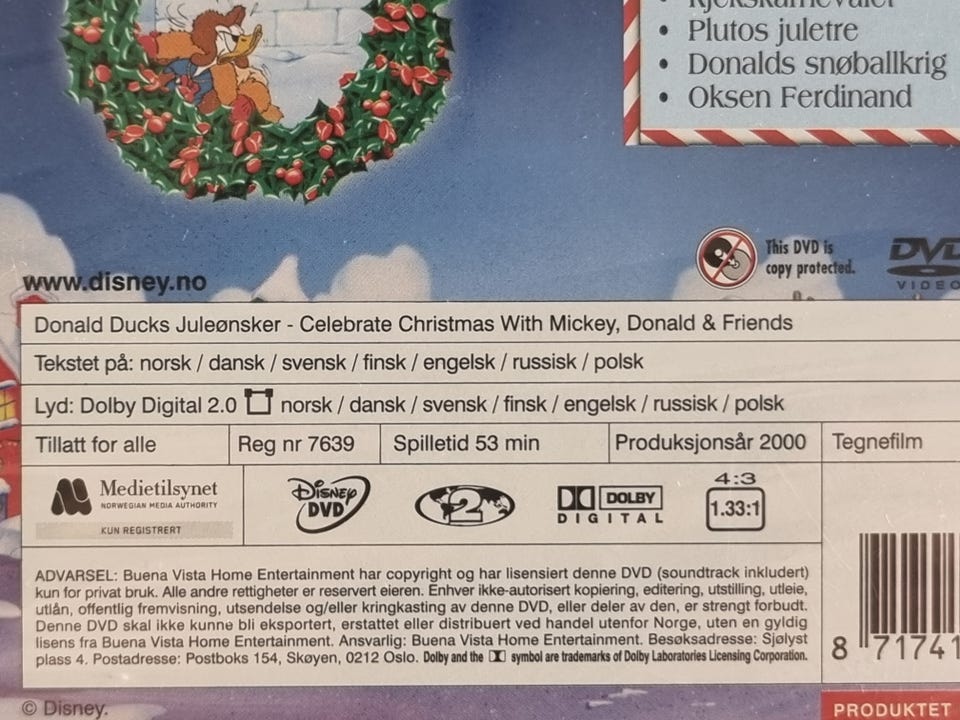 Kjekskarnevalet
• Plutos juletre
• Donalds snøballkrig
• Oksen Ferdinand
This DVD is
copy protected.
DVD
VIDEO
www.disney.no
Donald Ducks Juleønsker - Celebrate Christmas With Mickey, Donald & Friends
Tekstet på: norsk / dansk / svensk / finsk / engelsk / russisk / polsk
Lyd: Dolby Digital 2.0 norsk / dansk / svensk / finsk / engelsk / russisk / polsk
Tillatt for alle Reg nr 7639 Spilletid 53 min Produksjonsår 2000 Tegnefilm
Medietilsynet
NORWEGIAN MEDIA AUTHORITY
KUN REGISTRERT
Disney
DVD
2
DOLBY
DIGITAL
4:3
1.33:1
ADVARSEL: Buena Vista Home Entertainment har copyright og har lisensiert denne DVD (soundtrack inkludert)
kun for privat bruk. Alle andre rettigheter er reservert eieren. Enhver ikke-autorisert kopiering, editering, utstilling, utleie,
utlån, offentlig fremvisning, utsendelse og/eller kringkasting av denne DVD, eller deler av den, er strengt forbudt.
Denne DVD skal ikke kunne bli eksportert, erstattet eller distribuert ved handel utenfor Norge, uten en gyldig
lisens fra Buena Vista Home Entertainment. Ansvarlig: Buena Vista Home Entertainment. Besøksadresse: Sjølyst
plass 4. Postadresse: Postboks 154, Skøyen, 0212 Oslo. Dolby and the symbol are trademarks of Dolby Laboratories Licensing Corporation.
8 71741
© Disney.
PRODUKTET